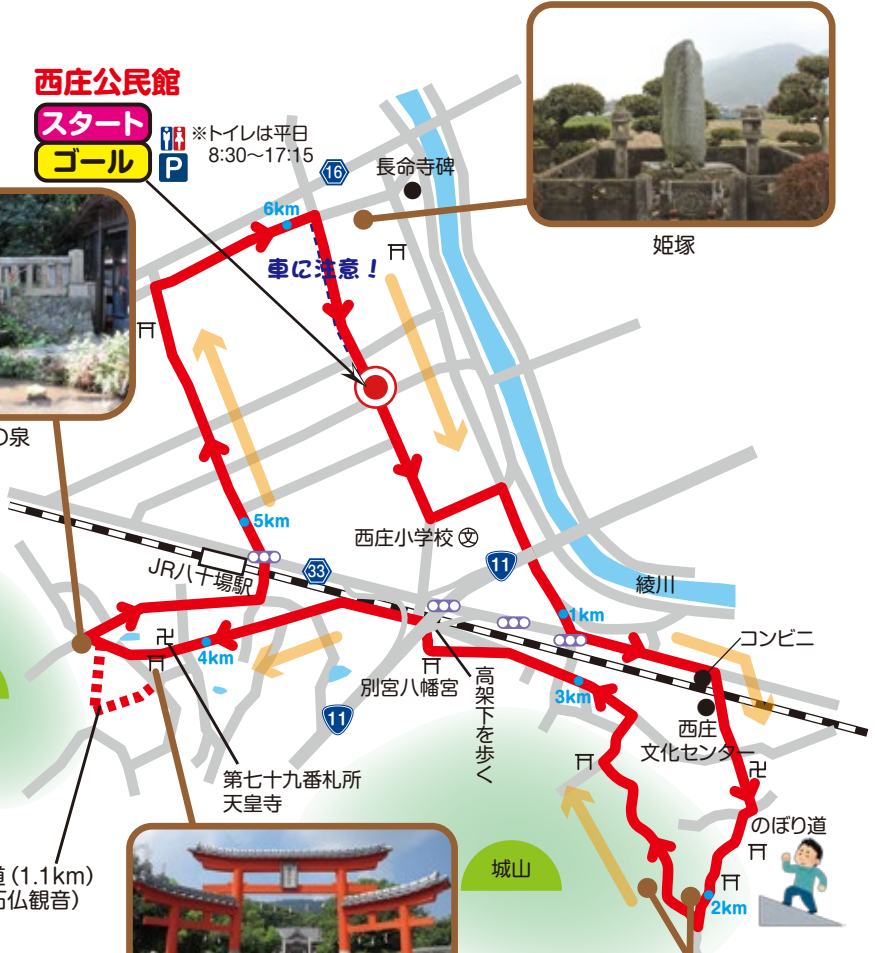 西庄公民館
スタート
ゴール
P
※トイレは平日
8:30〜17:15
16
長命寺碑
6km
姫塚
車に注意！
の泉
5km
西庄小学校 文
11
JR八十場駅
33
綾川
1km
コンビニ
4km
別宮八幡宮
高架下を歩く
3km
11
西庄
文化センター
第七十九番札所
天皇寺
のぼり道
道（1.1km）
石仏観音）
城山
2km